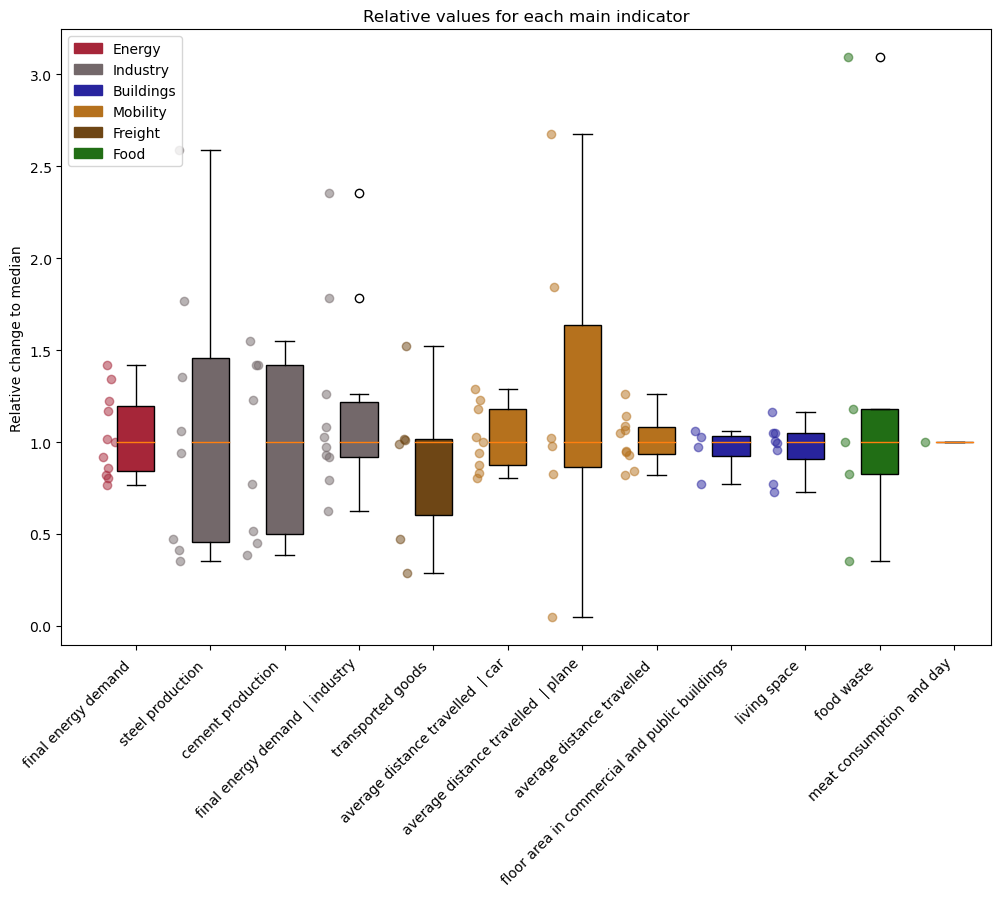 Relative values for each main indicator
Energy
Industry
Buildings
Mobility
Freight
Food
Relative change to median
3.0
2.5
2.0
1.5
1.0
0.5
0.0
final energy demand
steel production
cement production
final energy demand | industry
transported goods
average distance travelled | car
average distance travelled | plane
average distance travelled
floor area in commercial and public buildings
living space
food waste
meat consumption and day